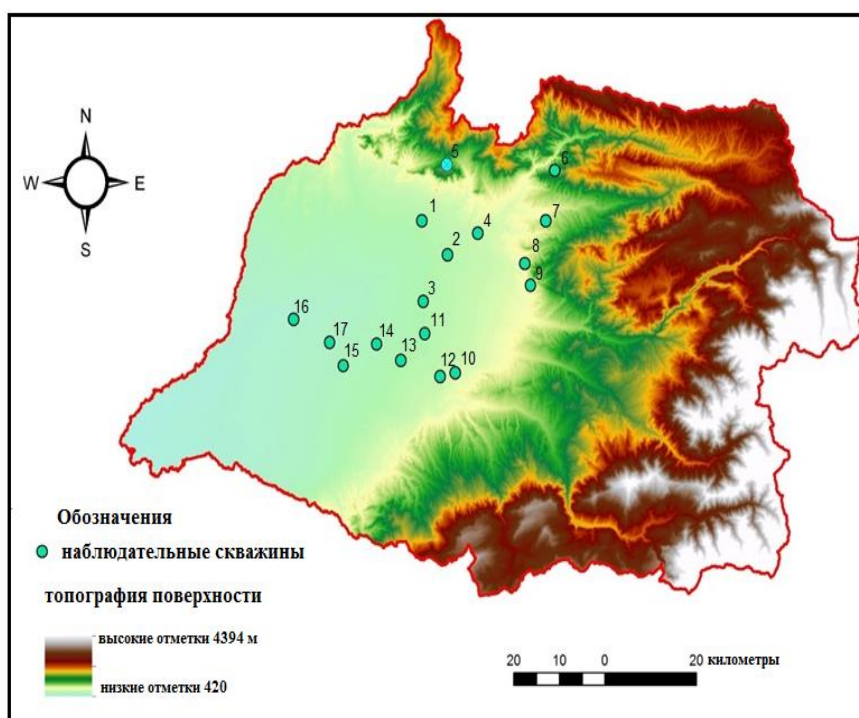 N
W E
S
5
6
1
4
7
2
8
9
3
16
11
17
14
13
15
12 10
Обозначения
наблюдательные скважины
топография поверхности
высокие отметки 4394 м
низкие отметки 420
20 10 0 20 километры